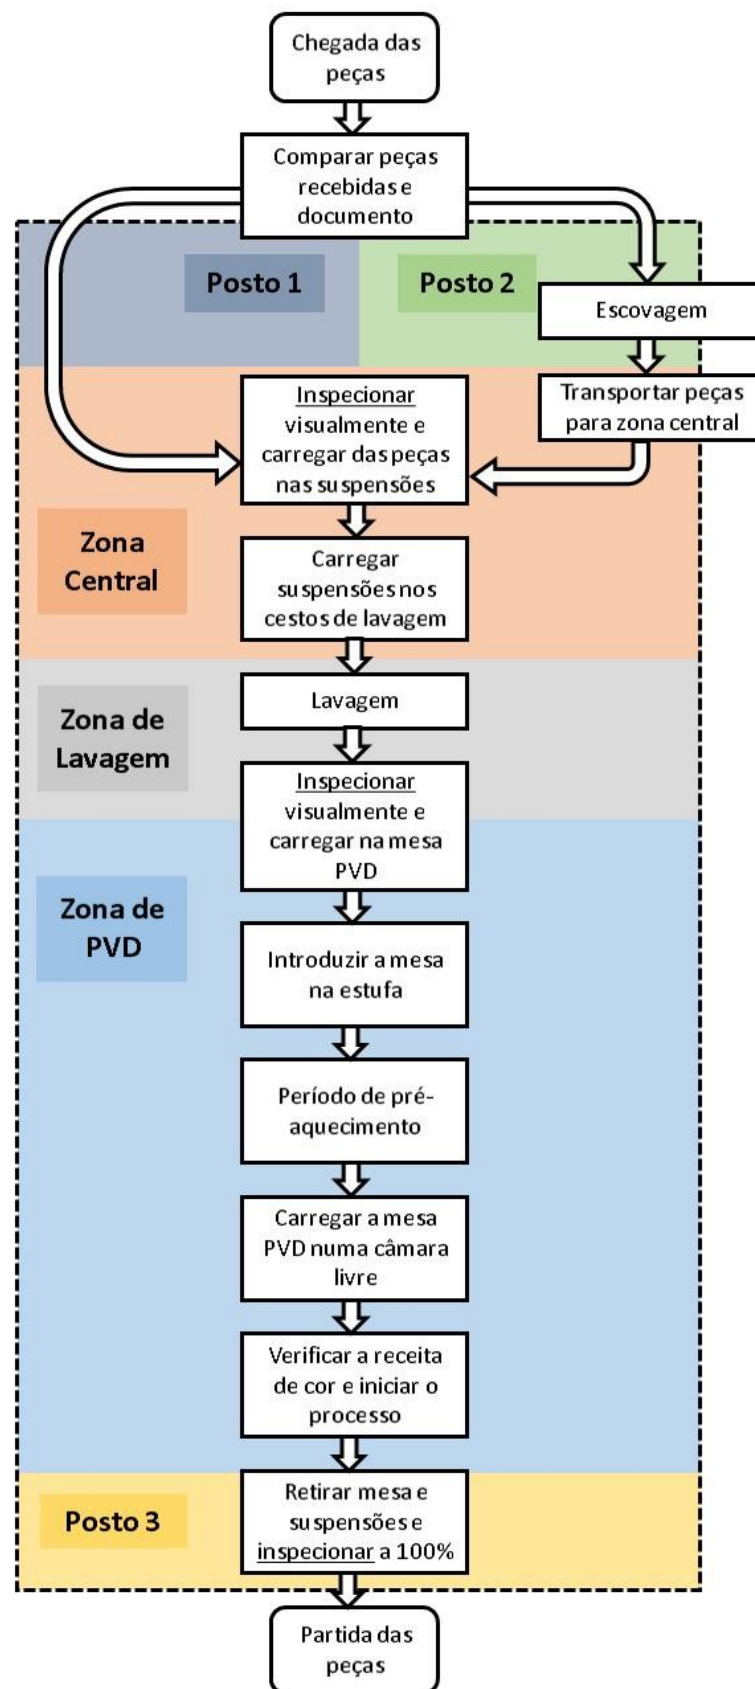 Chegada das
peças
Comparar peças
recebidas e
documento
Posto 1
Posto 2
Escovagem
Inspecionar
visualmente e
carregar das peças
nas suspensões
Transportar peças
para zona central
Zona
Central
Carregar
suspensões nos
cestos de lavagem
Zona de
Lavagem
Lavagem
Inspecionar
visualmente e
carregar na mesa
PVD
Zona de
PVD
Introduzir a mesa
na estufa
Período de pré-
aquecimento
Carregar a mesa
PVD numa câmara
livre
Verificar a receita
de cor e iniciar o
processo
Posto 3
Retirar mesa e
suspensões e
inspecionar a 100%
Partida das
peças